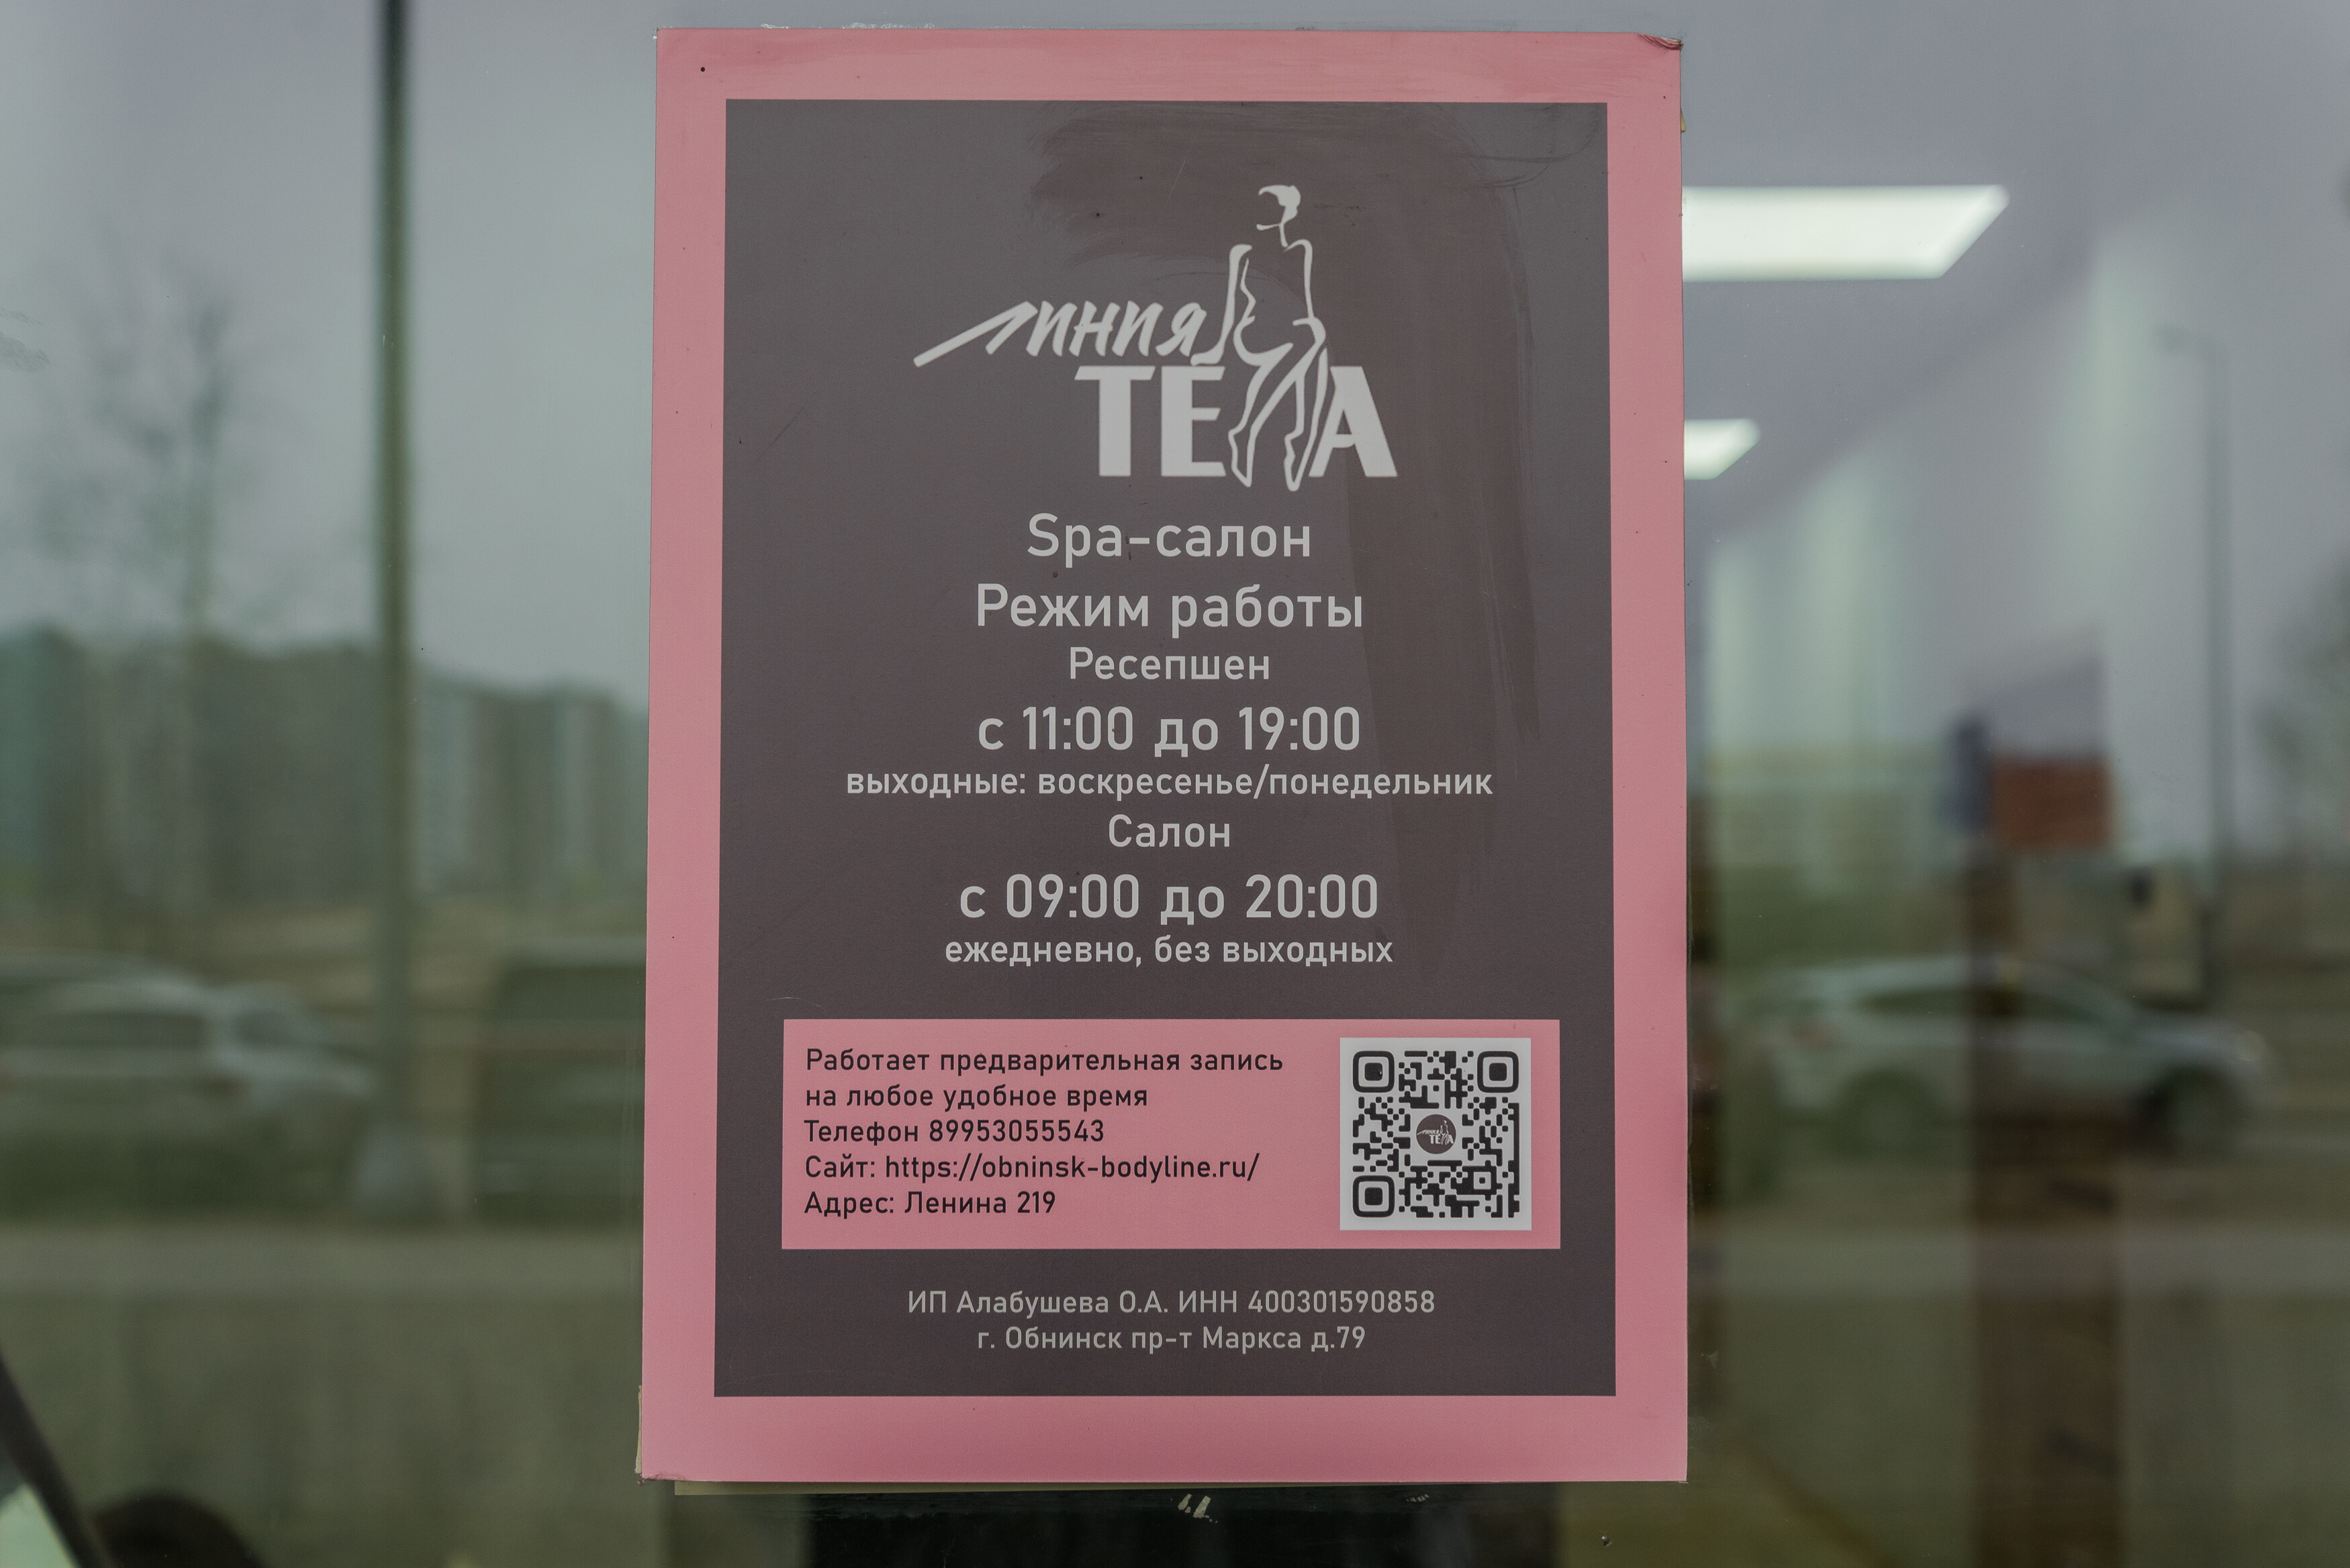 Линия
ТЕЛА
Spa-салон
Режим работы
Ресепшен
с 11:00 до 19:00
выходные: воскресенье/понедельник
Салон
с 09:00 до 20:00
ежедневно, без выходных
Работает предварительная запись
на любое удобное время
Телефон 89953055543
Сайт: https://obninsk-bodyline.ru/
Адрес: Ленина 219
линия
ТЕЛА
ИП Алабушева О.А. ИНН 400301590858
г. Обнинск пр-т Маркса д.79